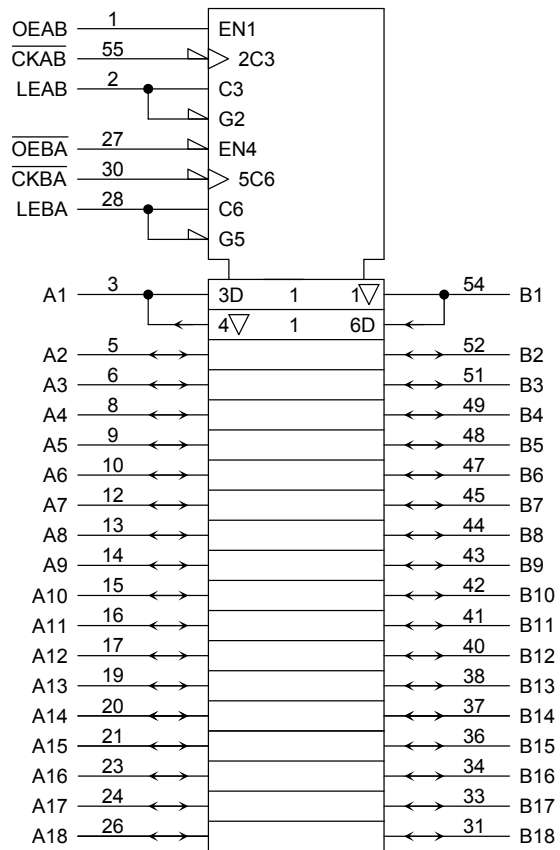 OEAB 1 EN1
CKAB 55 2C3
LEAB 2 C3
G2
OEBA 27 EN4
CKBA 30 5C6
LEBA 28 C6
G5
A1 3 3D 1 1 54 B1
4 1 6D
A2 5 52 B2
A3 6 51 B3
A4 8 49 B4
A5 9 48 B5
A6 10 47 B6
A7 12 45 B7
A8 13 44 B8
A9 14 43 B9
A10 15 42 B10
A11 16 41 B11
A12 17 40 B12
A13 19 38 B13
A14 20 37 B14
A15 21 36 B15
A16 23 34 B16
A17 24 33 B17
A18 26 31 B18